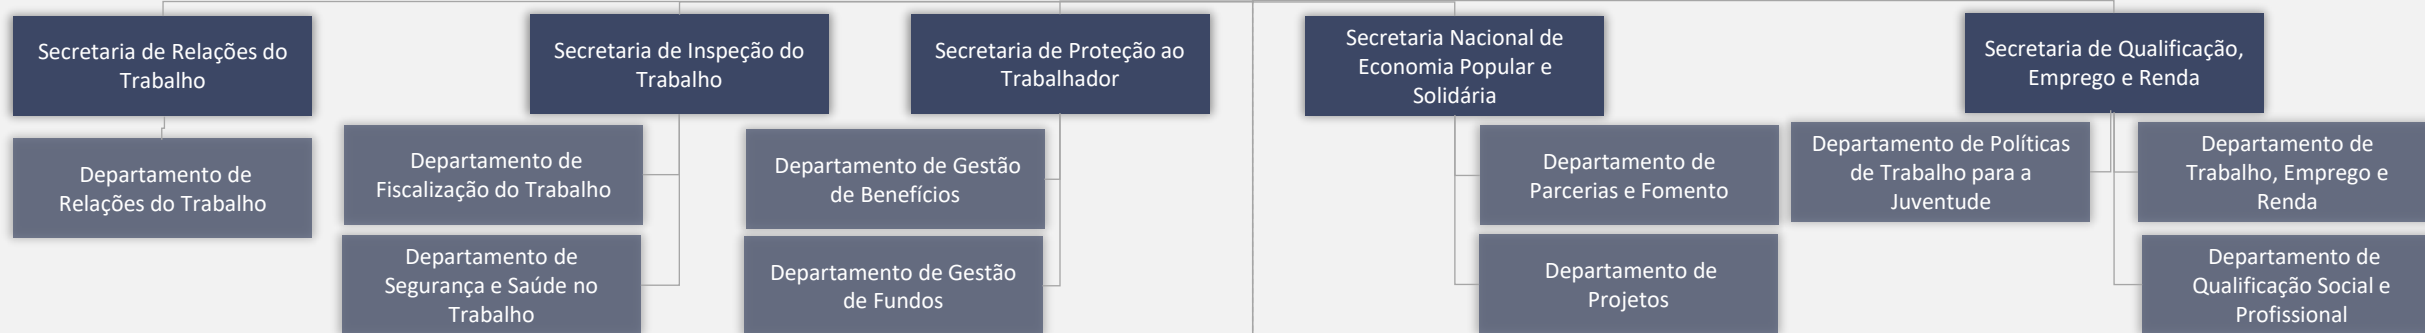 Secretaria de Relações do
Trabalho
Secretaria de Inspeção do
Trabalho
Secretaria de Proteção ao
Trabalhador
Secretaria Nacional de
Economia Popular e
Solidária
Secretaria de Qualificação,
Emprego e Renda
Departamento de
Relações do Trabalho
Departamento de
Fiscalização do Trabalho
Departamento de Gestão
de Benefícios
Departamento de
Parcerias e Fomento
Departamento de Políticas
de Trabalho para a
Juventude
Departamento de
Trabalho, Emprego e
Renda
Departamento de
Segurança e Saúde no
Trabalho
Departamento de Gestão
de Fundos
Departamento de
Projetos
Departamento de
Qualificação Social e
Profissional